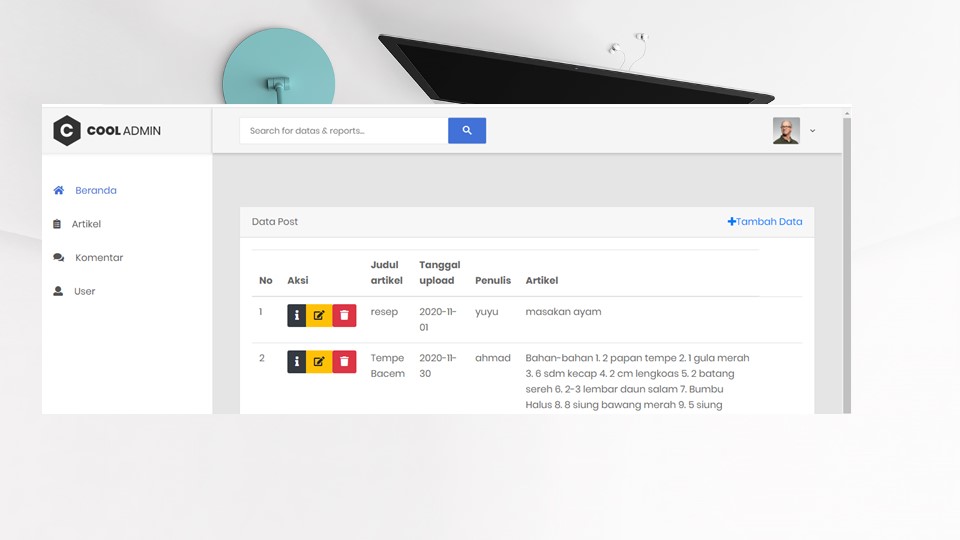 COOL ADMIN
Search for datas & reports...
Beranda
Artikel
Komentar
User
Data Post
Tambah Data
No Aksi Judul artikel Tanggal upload Penulis Artikel
1 resep 2020-11-01 yuyu masakan ayam
2 Tempe Bacem 2020-11-30 ahmad Bahan-bahan 1. 2 papan tempe 2. 1 gula merah
3. 6 sdm kecap 4. 2 cm lengkoas 5. 2 batang
sereh 6. 2-3 lembar daun salam 7. Bumbu
Halus 8. 8 siung bawang merah 9. 5 siung